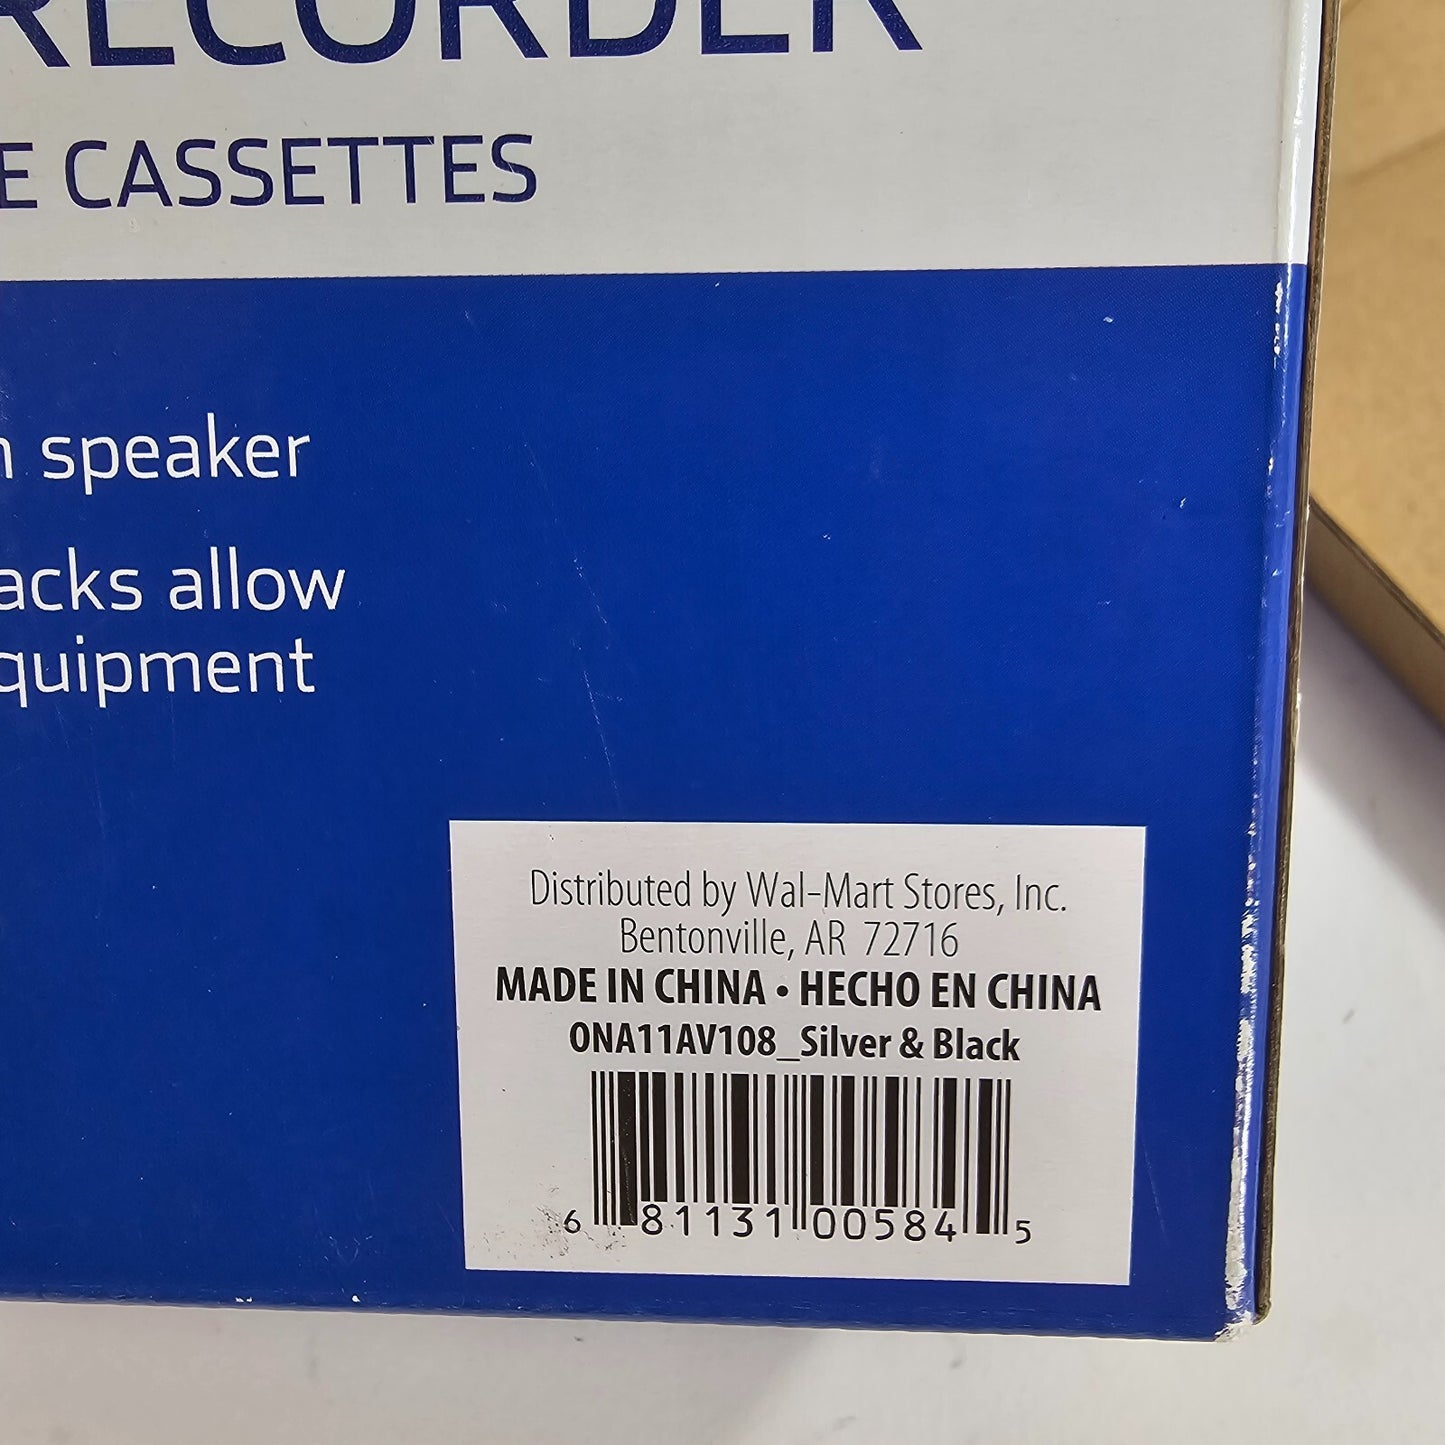 RECORDER
E CASSETTES
speaker
acks allow
quipment
Distributed by Wal-Mart Stores, Inc.
Bentonville, AR 72716
MADE IN CHINA • HECHO EN CHINA
ONA11AV108_Silver & Black
6 81131 00584 5